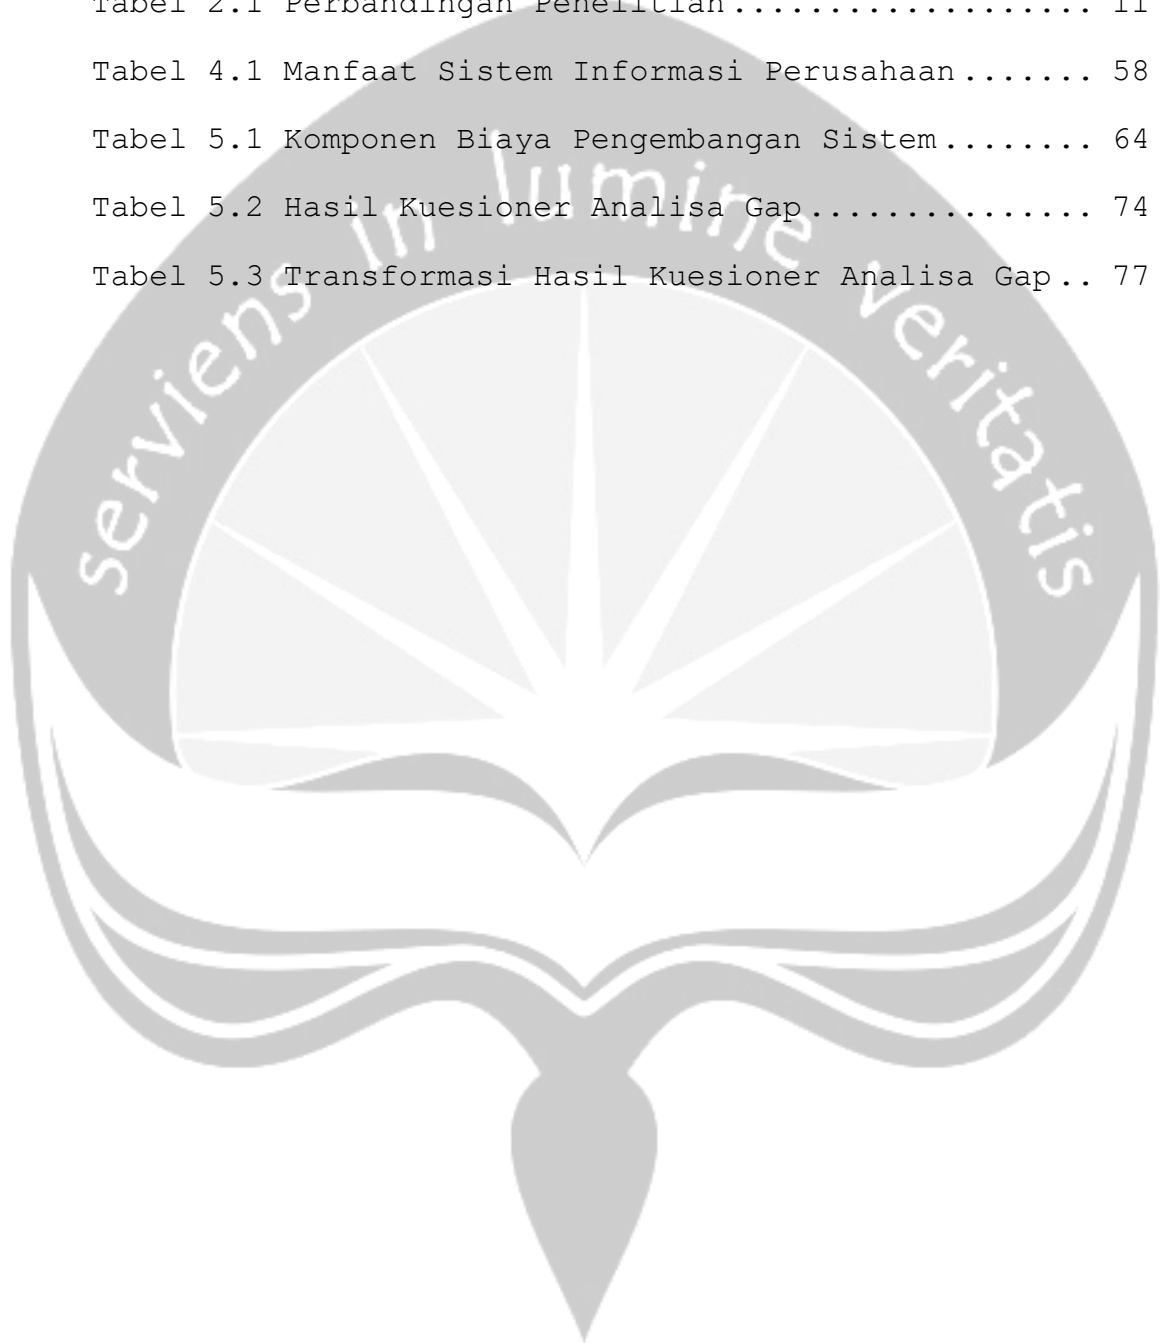 Tabel 2.1 Perbandingan Penelitian................... 11
Tabel 4.1 Manfaat Sistem Informasi Perusahaan....... 58
Tabel 5.1 Komponen Biaya Pengembangan Sistem........ 64
Tabel 5.2 Hasil Kuesioner Analisa Gap............... 74
Tabel 5.3 Transformasi Hasil Kuesioner Analisa Gap.. 77
serviens in lumine veritatis